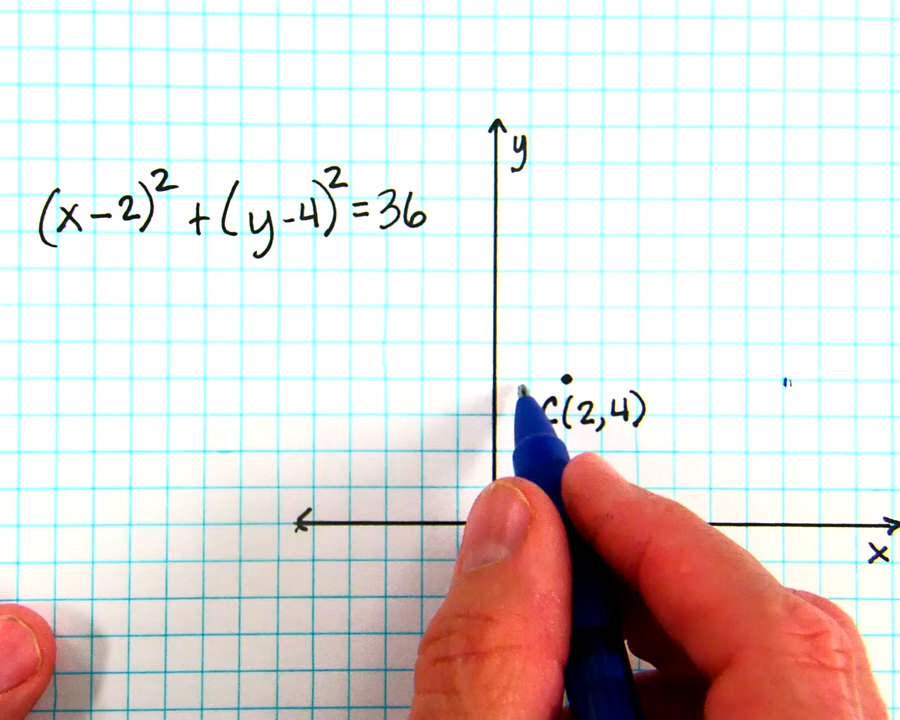 y
(x-2)² + (y-4)² = 36
C(2,4)
x